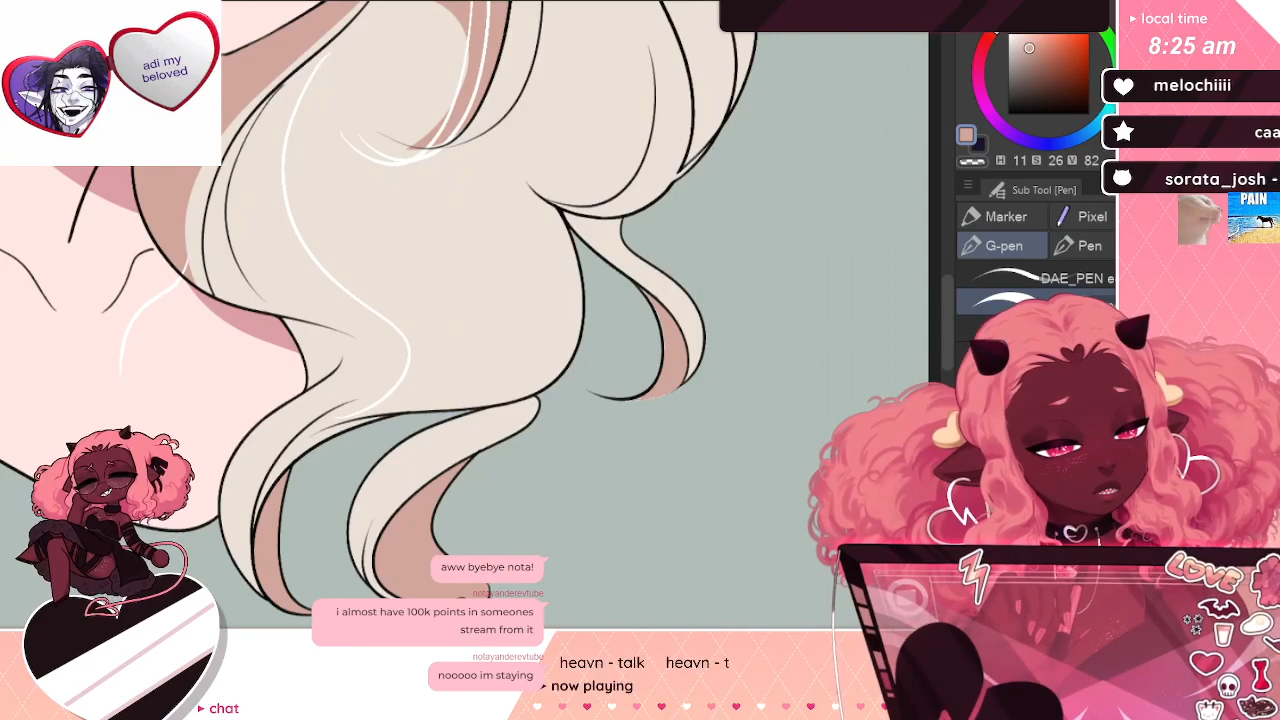 adi my
beloved
▸ local time
8:25 am
melochiiii
caa
sorata_josh -
PAIN
H 11 S 26 V 82
Sub Tool [Pen]
Marker
Pixel
G-pen
Pen
DAE_PEN e
aww byebye nota!
notayanderevtube
i almost have 100k points in someones
stream from it
notayanderevtube
nooooo im staying
▸ chat
heavn - talk heavn - t
now playing
LOVE